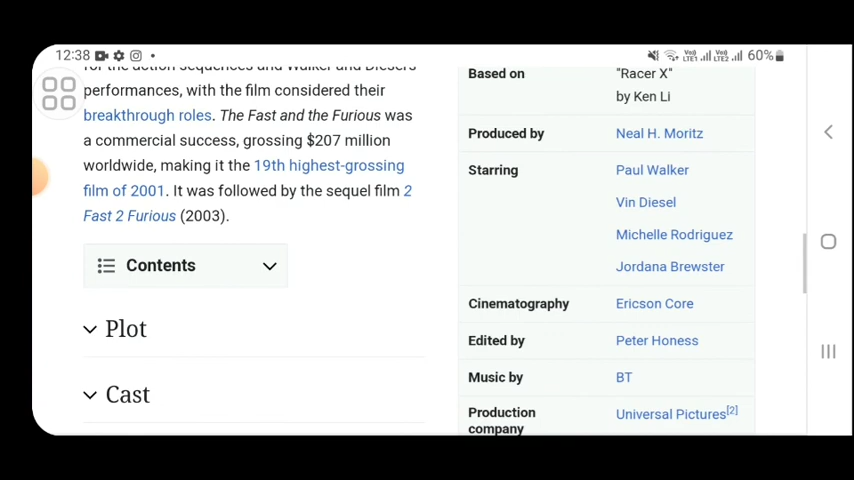 12:38
LTE1 LTE2 60%
for the action sequences and Walker and Diesel's
performances, with the film considered their
breakthrough roles. The Fast and the Furious was
a commercial success, grossing $207 million
worldwide, making it the 19th highest-grossing
film of 2001. It was followed by the sequel film 2
Fast 2 Furious (2003).
Contents
Plot
Cast
Based on "Racer X"
by Ken Li
Produced by Neal H. Moritz
Starring Paul Walker
Vin Diesel
Michelle Rodriguez
Jordana Brewster
Cinematography Ericson Core
Edited by Peter Honess
Music by BT
Production Universal Pictures[2]
company